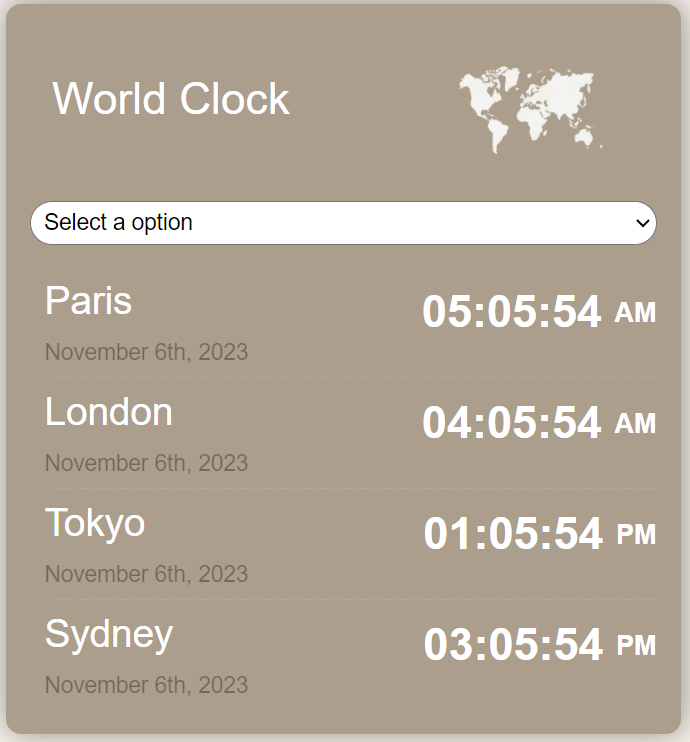 World Clock
Select a option
Paris
05:05:54 AM
November 6th, 2023
London
04:05:54 AM
November 6th, 2023
Tokyo
01:05:54 PM
November 6th, 2023
Sydney
03:05:54 PM
November 6th, 2023